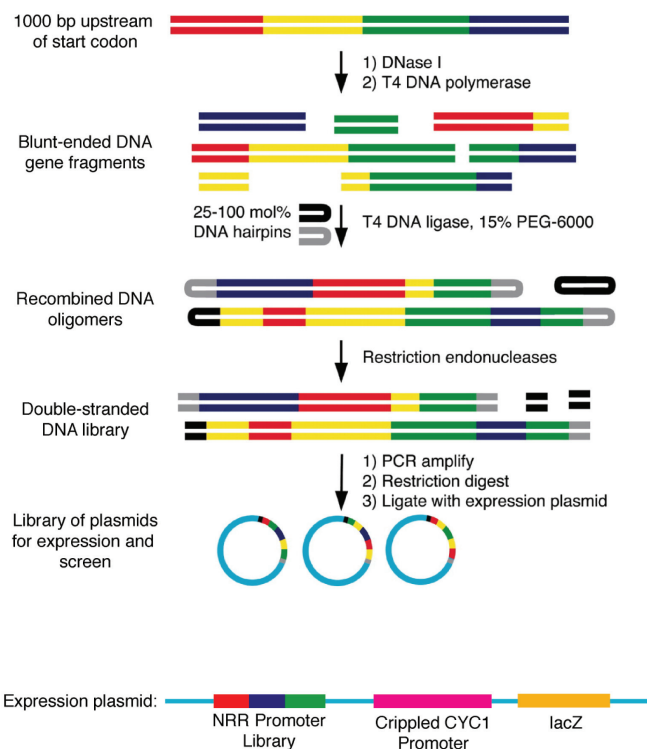 1000 bp upstream
of start codon
1) DNase I
2) T4 DNA polymerase
Blunt-ended DNA
gene fragments
25-100 mol%
DNA hairpins
T4 DNA ligase, 15% PEG-6000
Recombined DNA
oligomers
Restriction endonucleases
Double-stranded
DNA library
1) PCR amplify
2) Restriction digest
3) Ligate with expression plasmid
Library of plasmids
for expression and
screen
Expression plasmid:
NRR Promoter
Library
Crippled CYC1
Promoter
lacZ